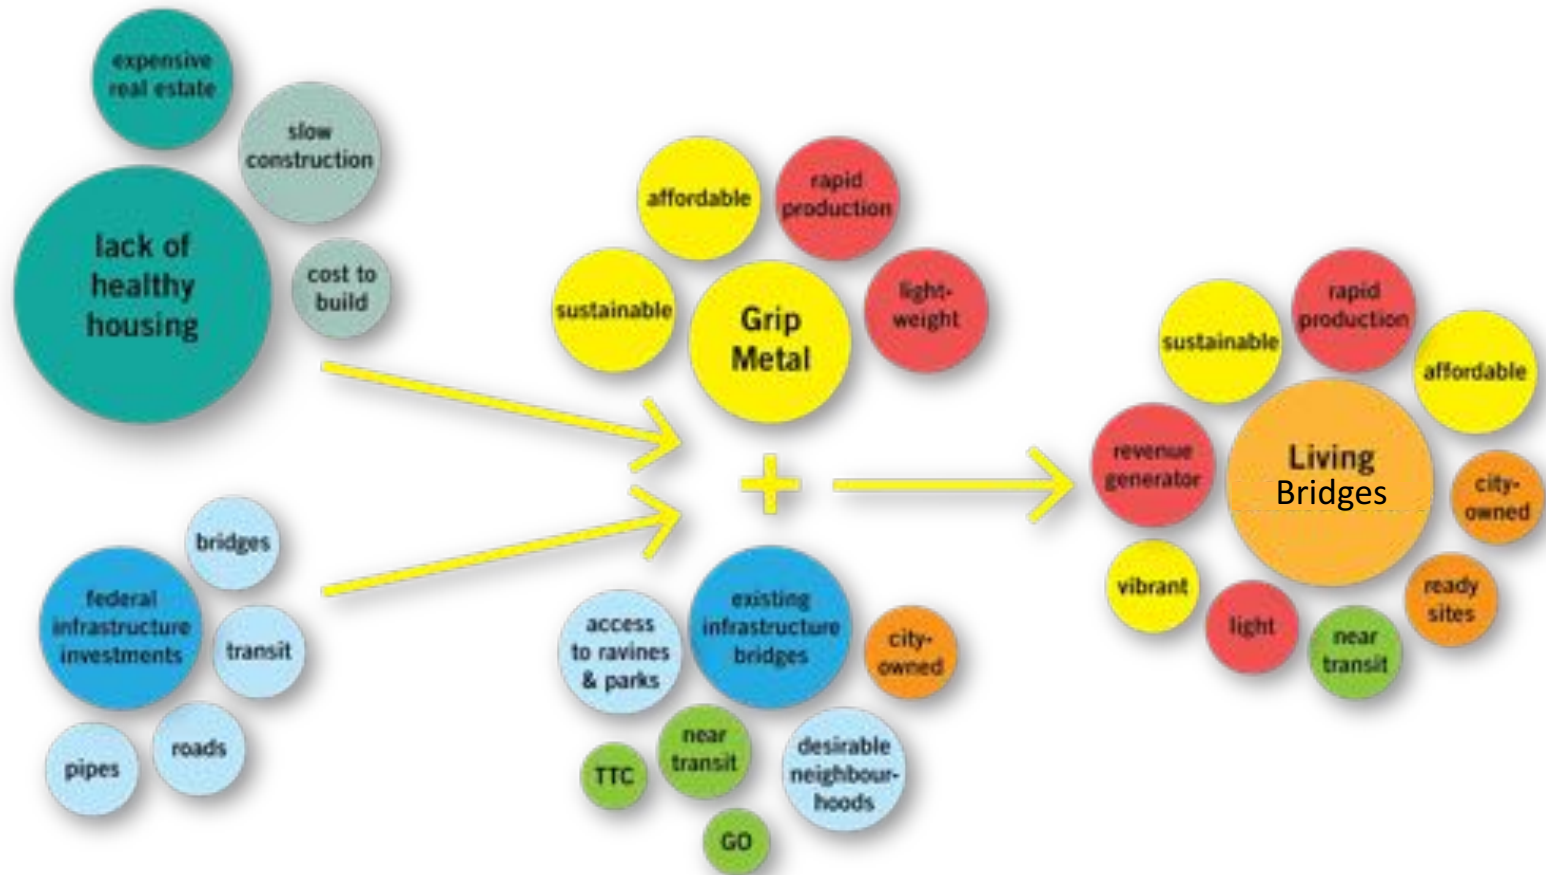 expensive
real estate
slow
construction
lack of
healthy
housing
cost to
build
bridges
federal
infrastructure
investments
transit
roads
pipes
affordable
rapid
production
sustainable
Grip
Metal
light-
weight
+
access
to ravines
& parks
existing
infrastructure
bridges
city-
owned
near
transit
TTC
GO
desirable
neighbour-
hoods
rapid
production
sustainable
affordable
revenue
generator
Living
Bridges
city-
owned
vibrant
light
near
transit
ready
sites